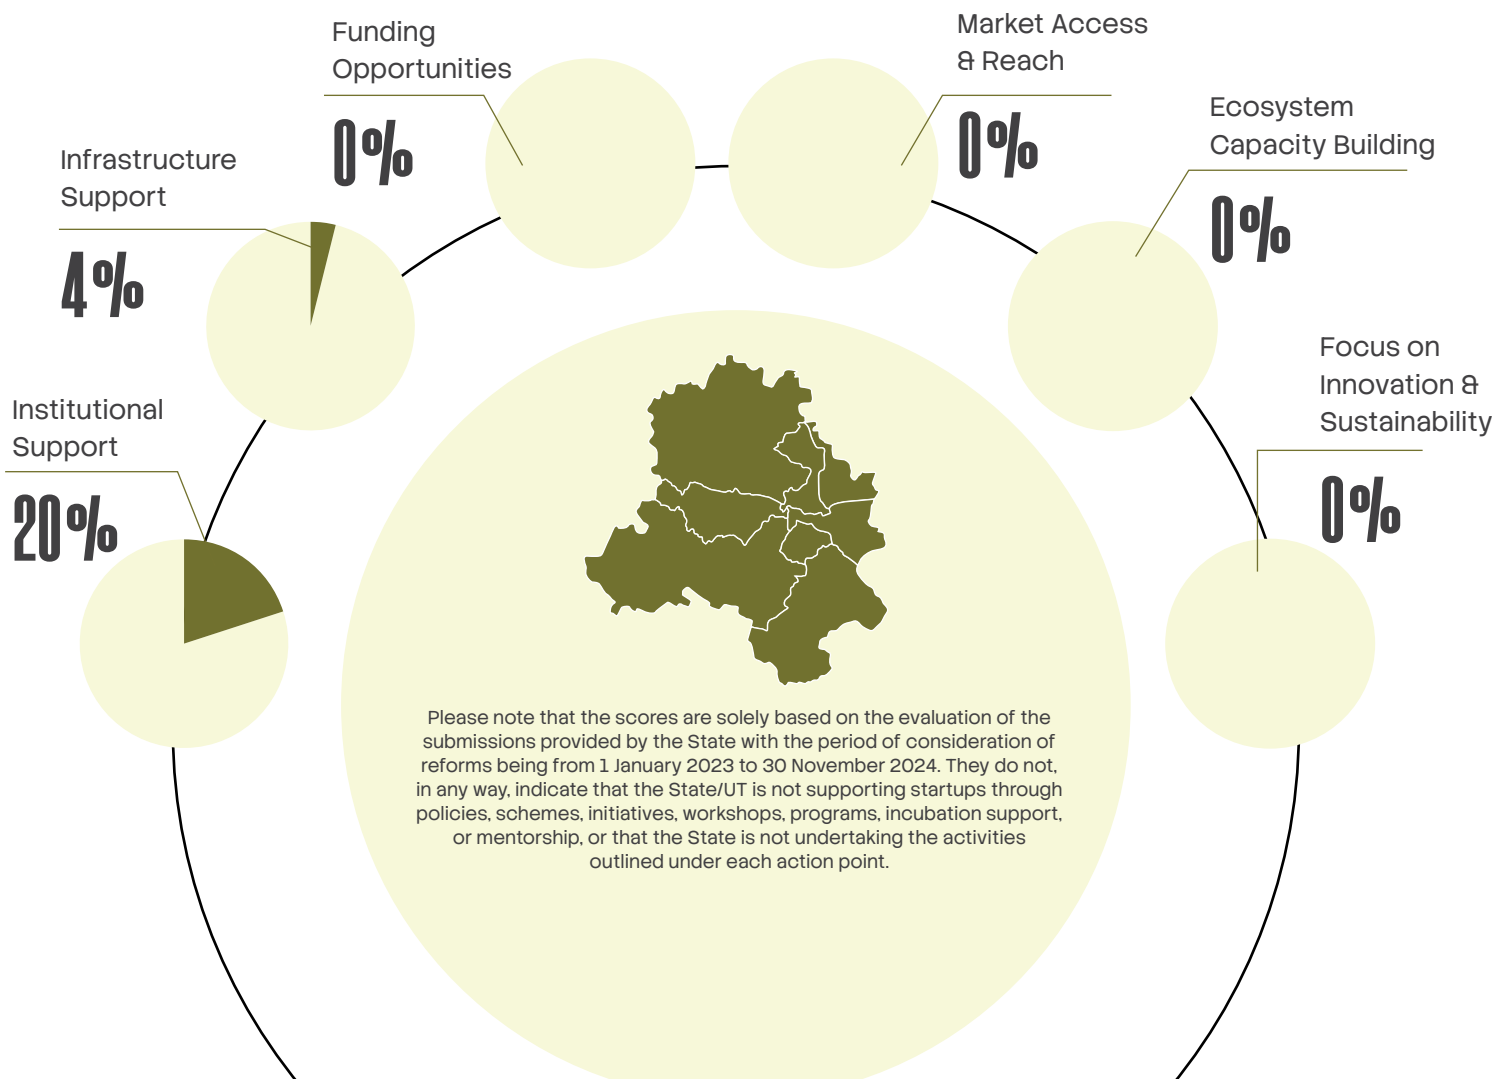 Funding
Opportunities
0%
Market Access
& Reach
0%
Ecosystem
Capacity Building
0%
Infrastructure
Support
4%
Focus on
Innovation &
Sustainability
0%
Institutional
Support
20%
Please note that the scores are solely based on the evaluation of the
submissions provided by the State with the period of consideration of
reforms being from 1 January 2023 to 30 November 2024. They do not,
in any way, indicate that the State/UT is not supporting startups through
policies, schemes, initiatives, workshops, programs, incubation support,
or mentorship, or that the State is not undertaking the activities
outlined under each action point.